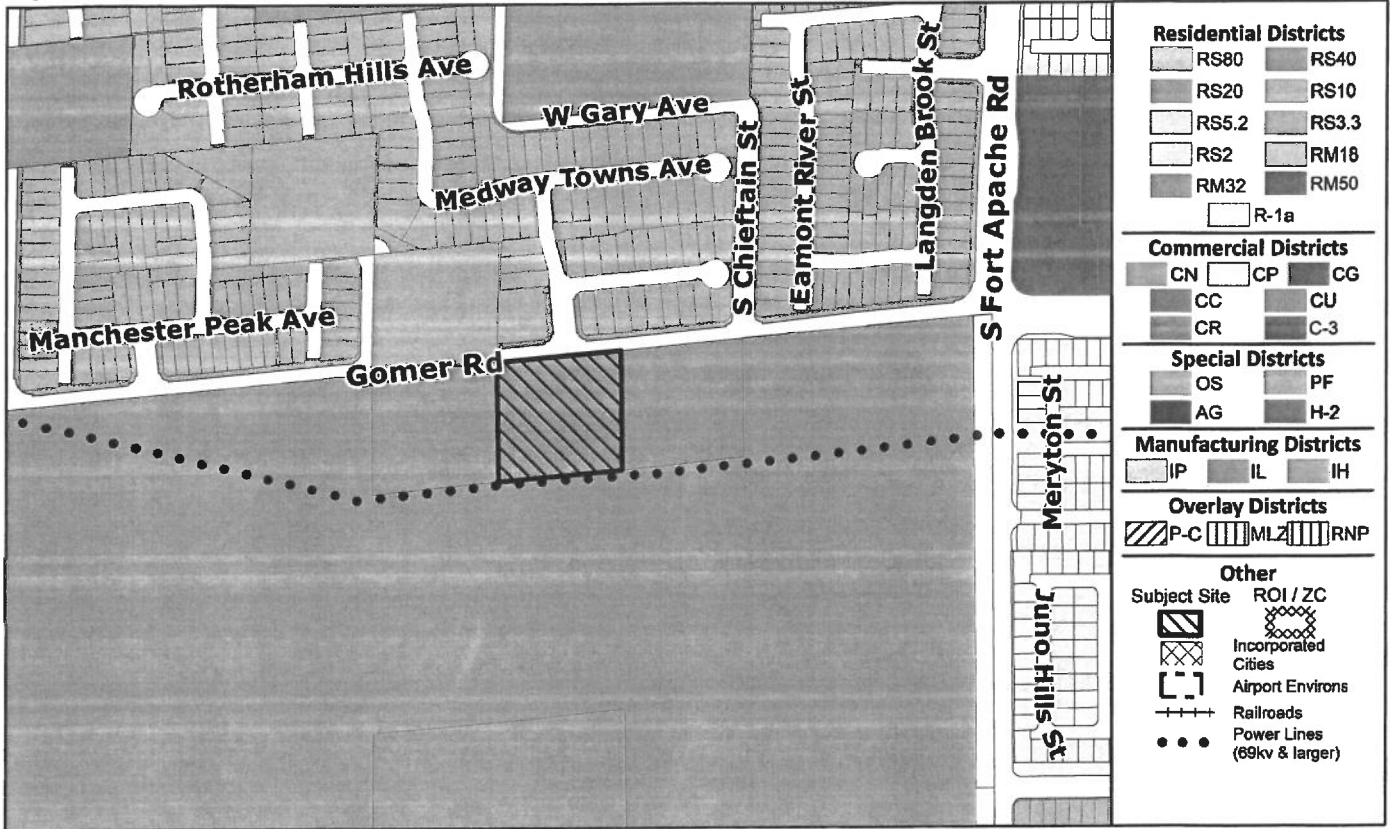 Rotherham Hills Ave
W Gary Ave
Medway Towns Ave
S Chieftain St
Eamont River St
Langden Brook St
S Fort Apache Rd
Manchester Peak Ave
Gomer Rd
Meryton St
Juno Hills St
Residential Districts
RS80 RS40
RS20 RS10
RS5.2 RS3.3
RS2 RM18
RM32 RM50
R-1a
Commercial Districts
CN CP CG
CC CU
CR C-3
Special Districts
OS PF
AG H-2
Manufacturing Districts
IP IL IH
Overlay Districts
P-C MLZ RNP
Other
Subject Site ROI / ZC
Incorporated
Cities
Airport Environs
Railroads
Power Lines
(69kv & larger)